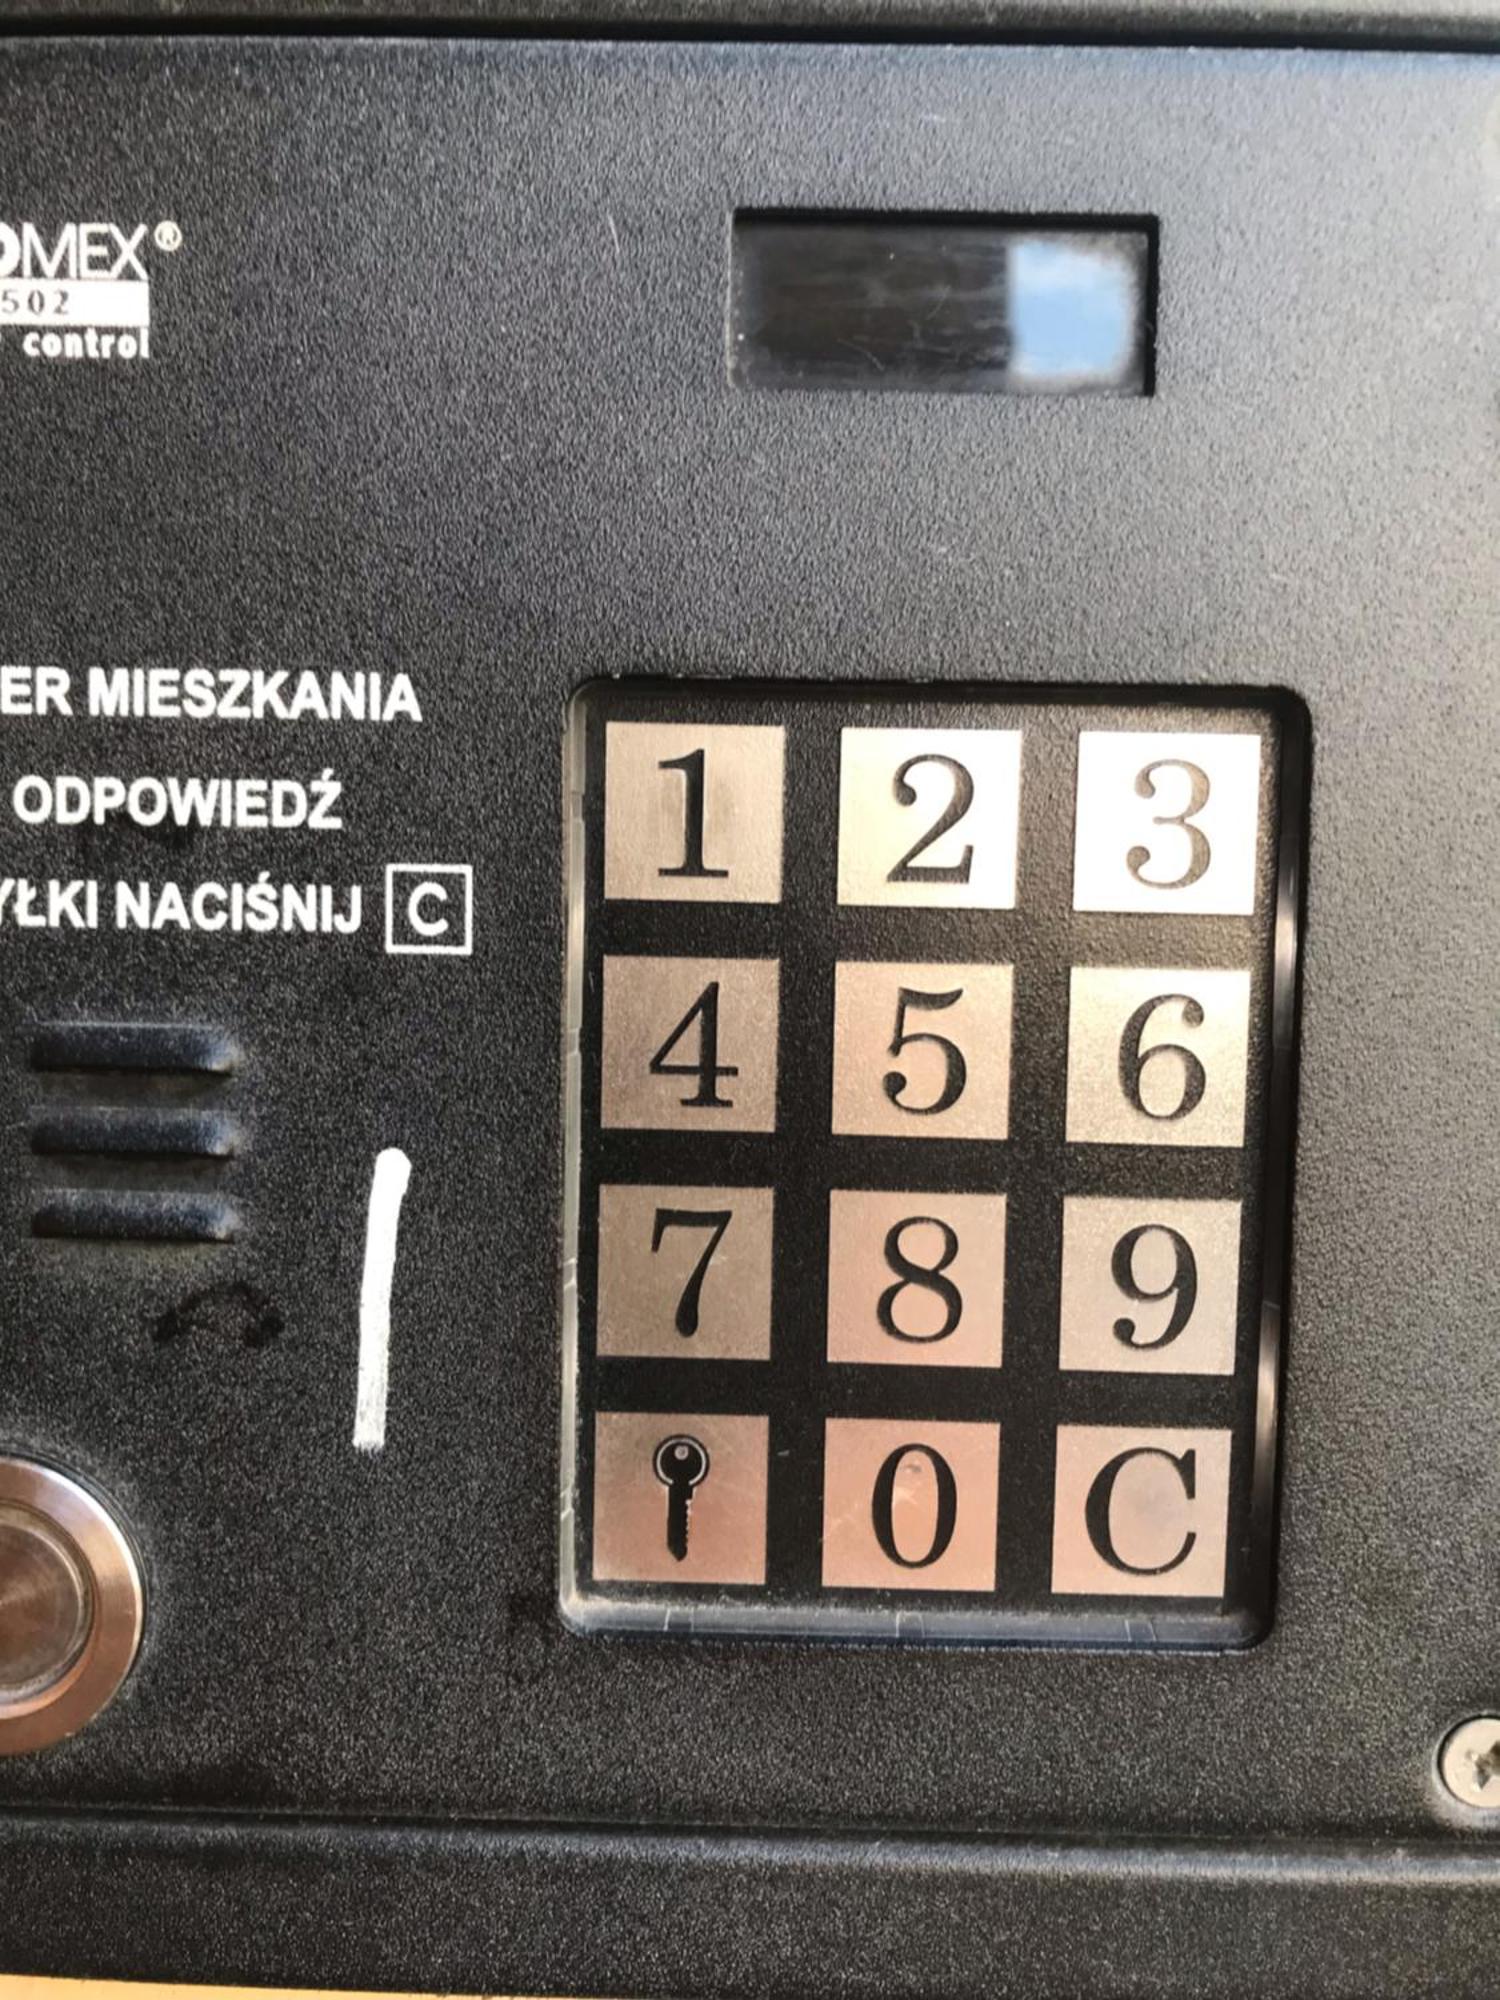 OMEX®
502
control
ER MIESZKANIA
ODPOWIEDŹ
YŁKI NACIŚNIJ C
1 2 3
4 5 6
7 8 9
0 C